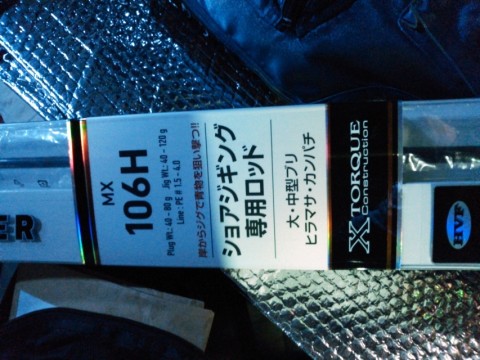 MX
106H
Plug Wt.: 40 - 80 g Jig Wt.: 40 - 120 g
Line : PE # 1.5 - 4.0
岸からジグで青物を狙い撃つ!!
ショアジギング
専用ロッド
大・中型ブリ
ヒラマサ・カンパチ
X TORQUE
Construction
HVF